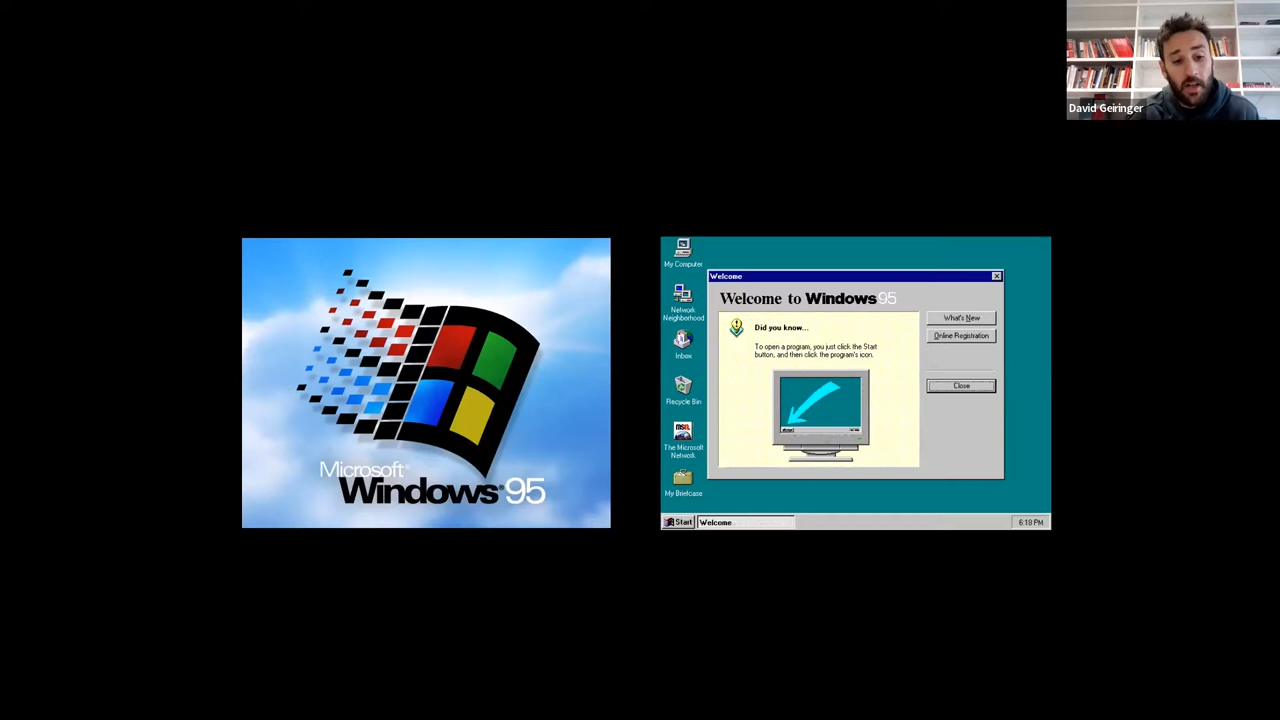 David Geiringer
Microsoft®
Windows®95
My Computer
Network
Neighborhood
Inbox
Recycle Bin
msn
The Microsoft
Network
My Briefcase
Welcome
Welcome to Windows95
Did you know...
To open a program, you just click the Start
button, and then click the program's icon.
What's New
Online Registration
Close
Start
Welcome
6:18 PM